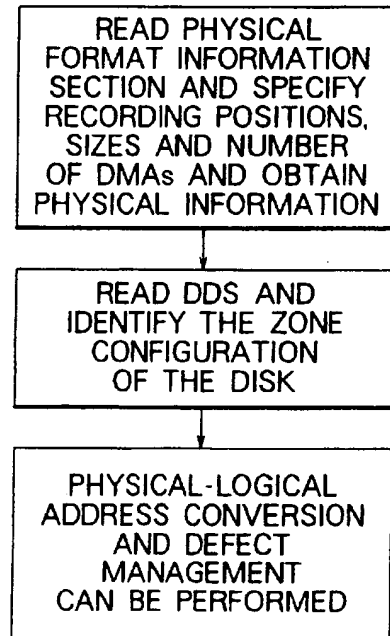 READ PHYSICAL
FORMAT INFORMATION
SECTION AND SPECIFY
RECORDING POSITIONS,
SIZES AND NUMBER
OF DMAs AND OBTAIN
PHYSICAL INFORMATION
READ DDS AND
IDENTIFY THE ZONE
CONFIGURATION
OF THE DISK
PHYSICAL-LOGICAL
ADDRESS CONVERSION
AND DEFECT
MANAGEMENT
CAN BE PERFORMED